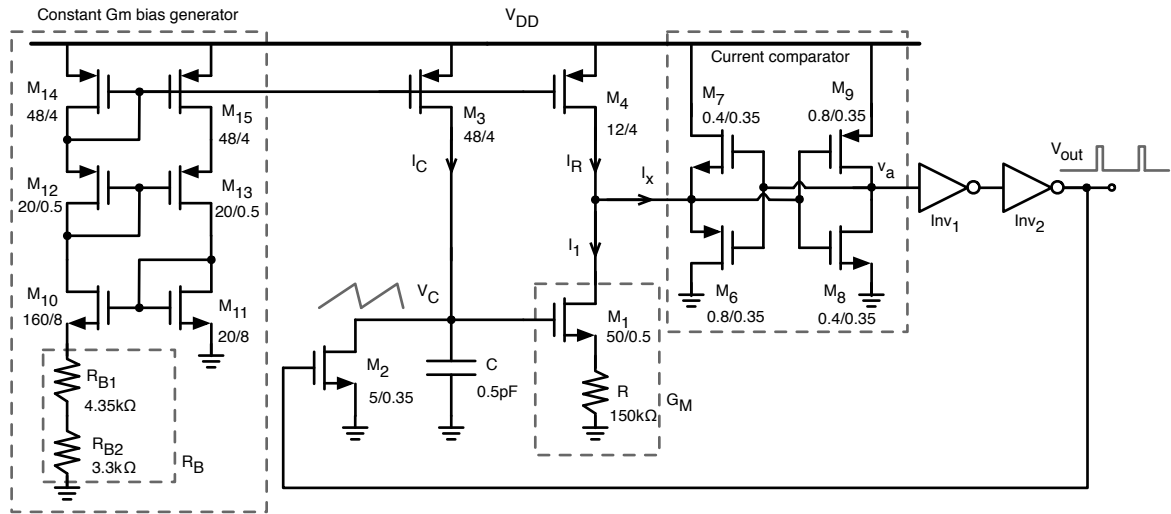 Constant Gm bias generator
V_DD
Current comparator
M_14
48/4
M_15
48/4
M_3
48/4
M_4
12/4
M_7
0.4/0.35
M_9
0.8/0.35
V_out
M_12
20/0.5
M_13
20/0.5
I_C
I_R
I_x
v_a
Inv_1
Inv_2
I_1
M_10
160/8
M_11
20/8
V_C
M_6
0.8/0.35
M_8
0.4/0.35
M_1
50/0.5
M_2
5/0.35
C
0.5pF
R
150kΩ
G_M
R_B1
4.35kΩ
R_B2
3.3kΩ
R_B